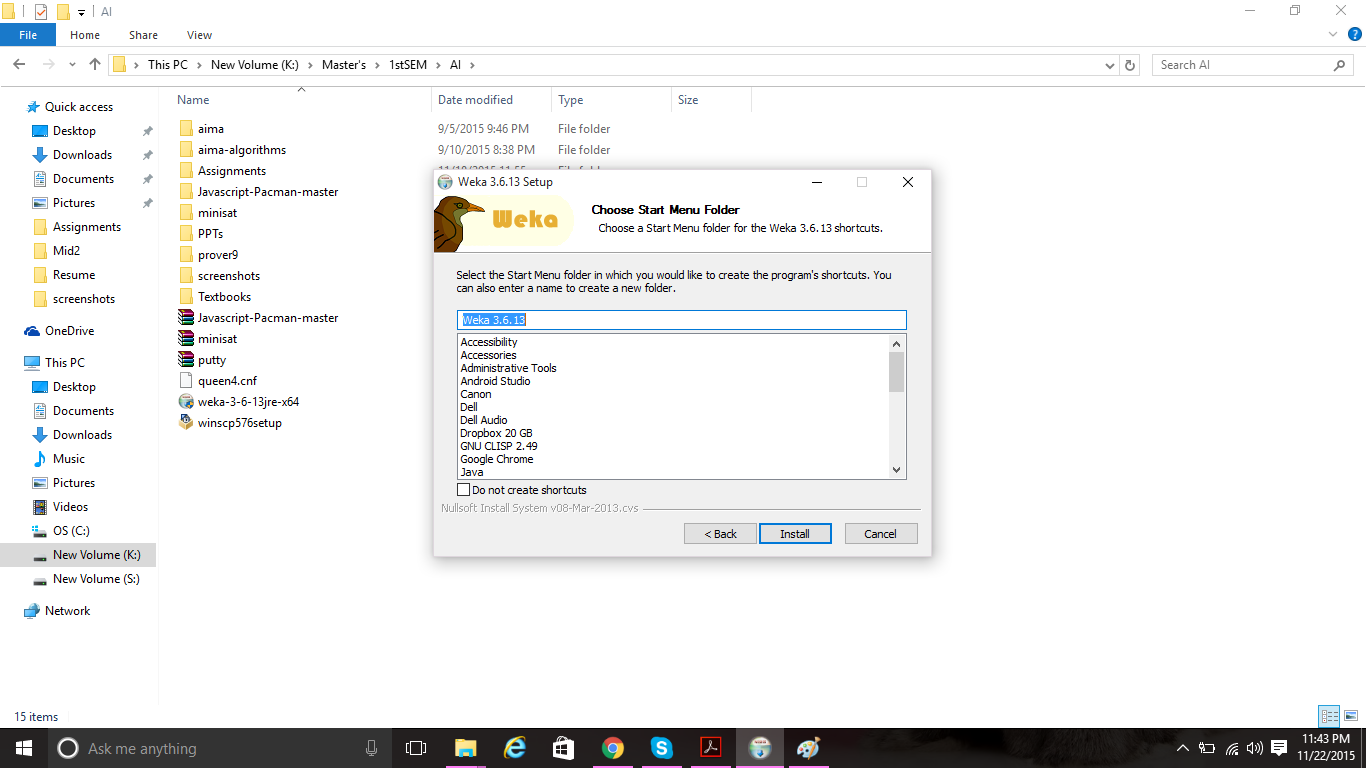 AI
File Home Share View
This PC New Volume (K:) Master's 1stSEM AI
Search AI
Name Date modified Type Size
Quick access
Desktop
Downloads
Documents
Pictures
Assignments
Mid2
Resume
screenshots
OneDrive
This PC
Desktop
Documents
Downloads
Music
Pictures
Videos
OS (C:)
New Volume (K:)
New Volume (S:)
Network
aima 9/5/2015 9:46 PM File folder
aima-algorithms 9/10/2015 8:38 PM File folder
Assignments
Javascript-Pacman-master
minisat
PPTs
prover9
screenshots
Textbooks
Javascript-Pacman-master
minisat
putty
queen4.cnf
weka-3-6-13jre-x64
winscp576setup
Weka 3.6.13 Setup
Weka
Choose Start Menu Folder
Choose a Start Menu folder for the Weka 3.6.13 shortcuts.
Select the Start Menu folder in which you would like to create the program's shortcuts. You
can also enter a name to create a new folder.
Weka 3.6.13
Accessibility
Accessories
Administrative Tools
Android Studio
Canon
Dell
Dell Audio
Dropbox 20 GB
GNU CLISP 2.49
Google Chrome
Java
Do not create shortcuts
Nullsoft Install System v08-Mar-2013.cvs
< Back Install Cancel
15 items
Ask me anything
11:43 PM
11/22/2015